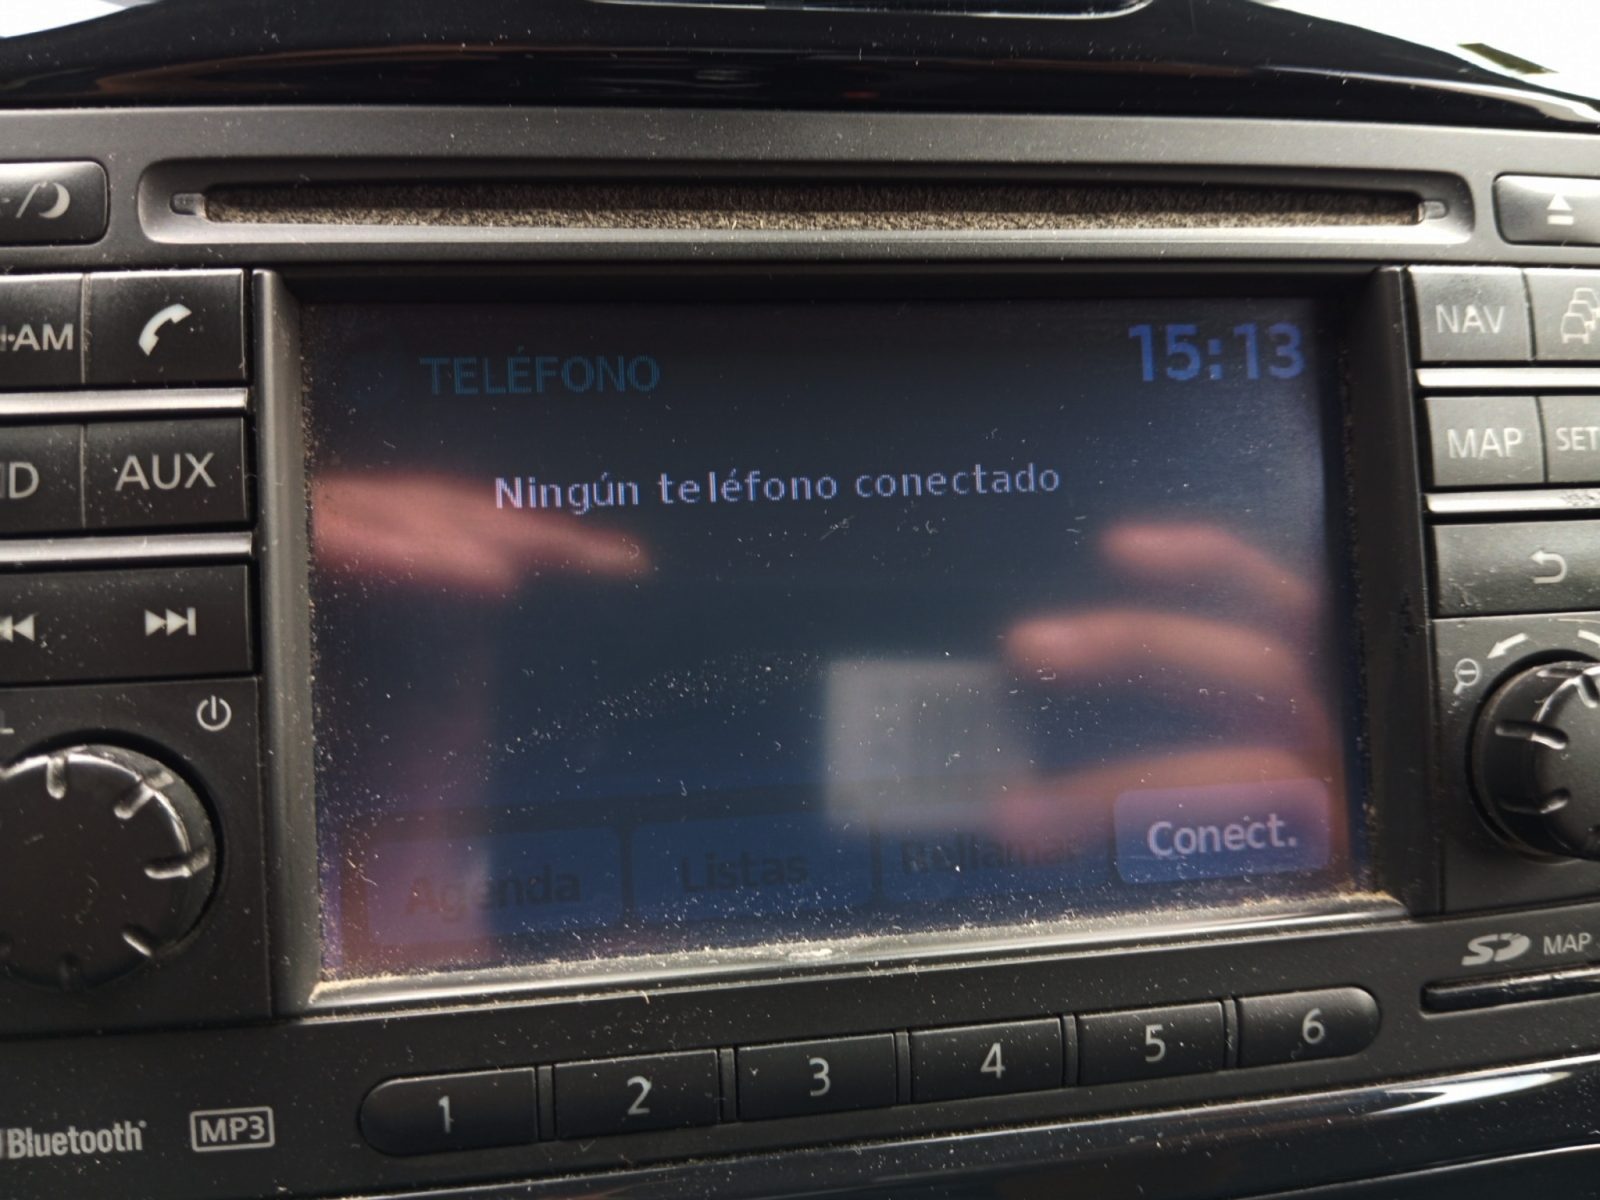 AM
NAV
TELÉFONO
15:13
AUX
MAP
SET
Ningún teléfono conectado
Agenda
Listas
Rellamar
Conect.
SD MAP
1 2 3 4 5 6
Bluetooth
MP3